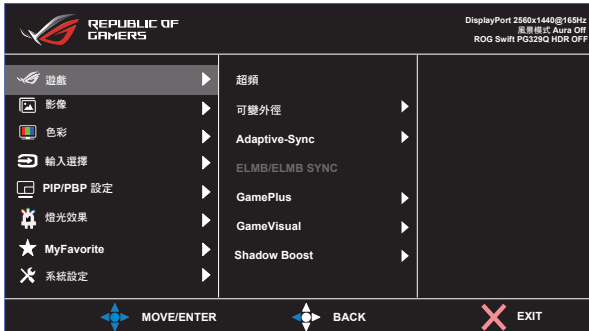 REPUBLIC OF
GAMERS
DisplayPort 2560x1440@165Hz
風景模式 Aura Off
ROG Swift PG329Q HDR OFF
遊戲
影像
色彩
輸入選擇
PIP/PBP 設定
燈光效果
MyFavorite
系統設定
超頻
可變外徑
Adaptive-Sync
ELMB/ELMB SYNC
GamePlus
GameVisual
Shadow Boost
MOVE/ENTER
BACK
EXIT